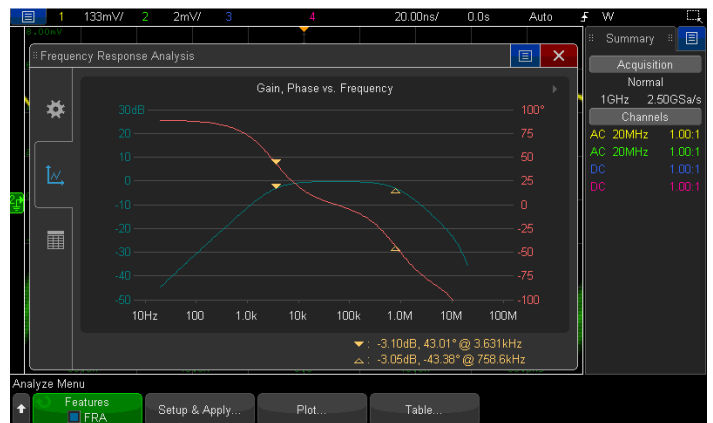 1 133mV/ 2 2mV/ 3 4 20.00ns/ 0.0s Auto W
8.00mV
Frequency Response Analysis
Gain, Phase vs. Frequency
30dB
20
10
0
-10
-20
-30
-40
-50
100°
75
50
25
0
-25
-50
-75
-100
10Hz 100 1.0k 10k 100k 1.0M 10M 100M
: -3.10dB, 43.01° @ 3.631kHz
: -3.05dB, -43.38° @ 758.6kHz
Summary
Acquisition
Normal
1GHz 2.50GSa/s
Channels
AC 20MHz 1.00:1
AC 20MHz 1.00:1
DC 1.00:1
DC 1.00:1
Analyze Menu
Features
FRA
Setup & Apply...
Plot...
Table...